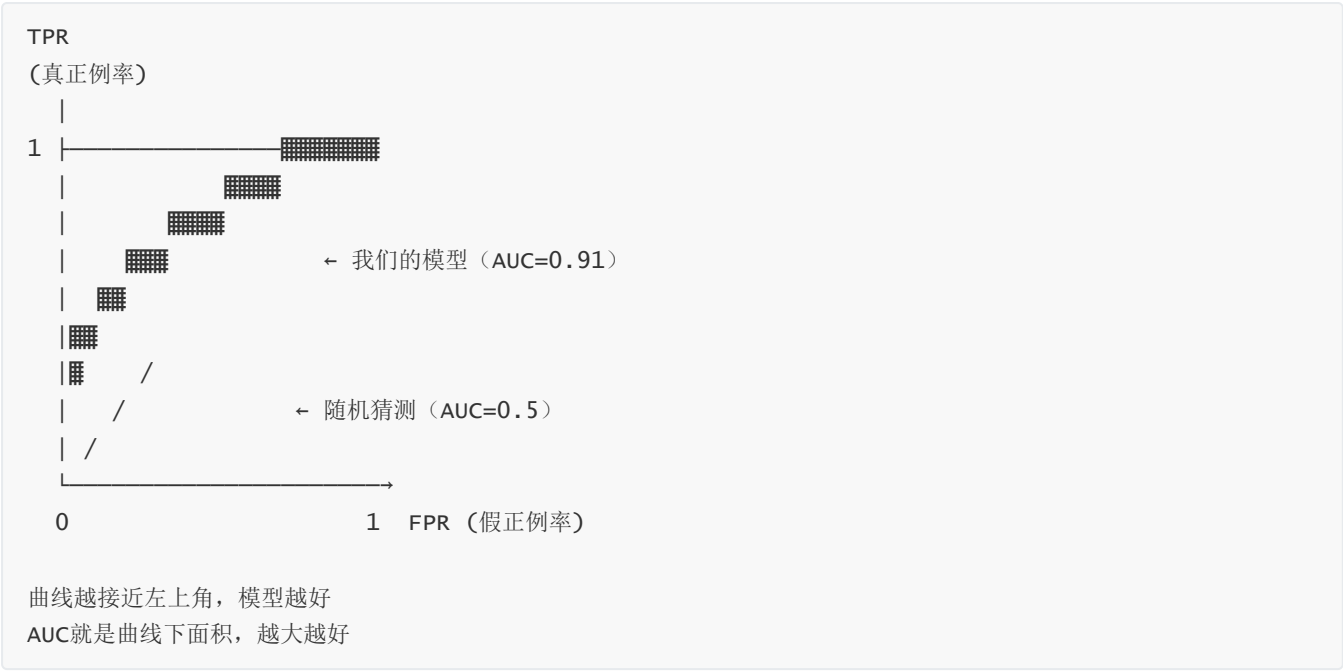 TPR
(真正例率)
  │
1 ├───────────────▓▓▓▓▓▓▓
  │           ▓▓▓▓
  │       ▓▓▓▓
  │    ▓▓▓           ← 我们的模型（AUC=0.91）
  │  ▓▓
  │▓▓
  │▓    /
  │   /            ← 随机猜测（AUC=0.5）
  │ /
  └──────────────────────→
  0                     1  FPR (假正例率)
曲线越接近左上角，模型越好
AUC就是曲线下面积，越大越好